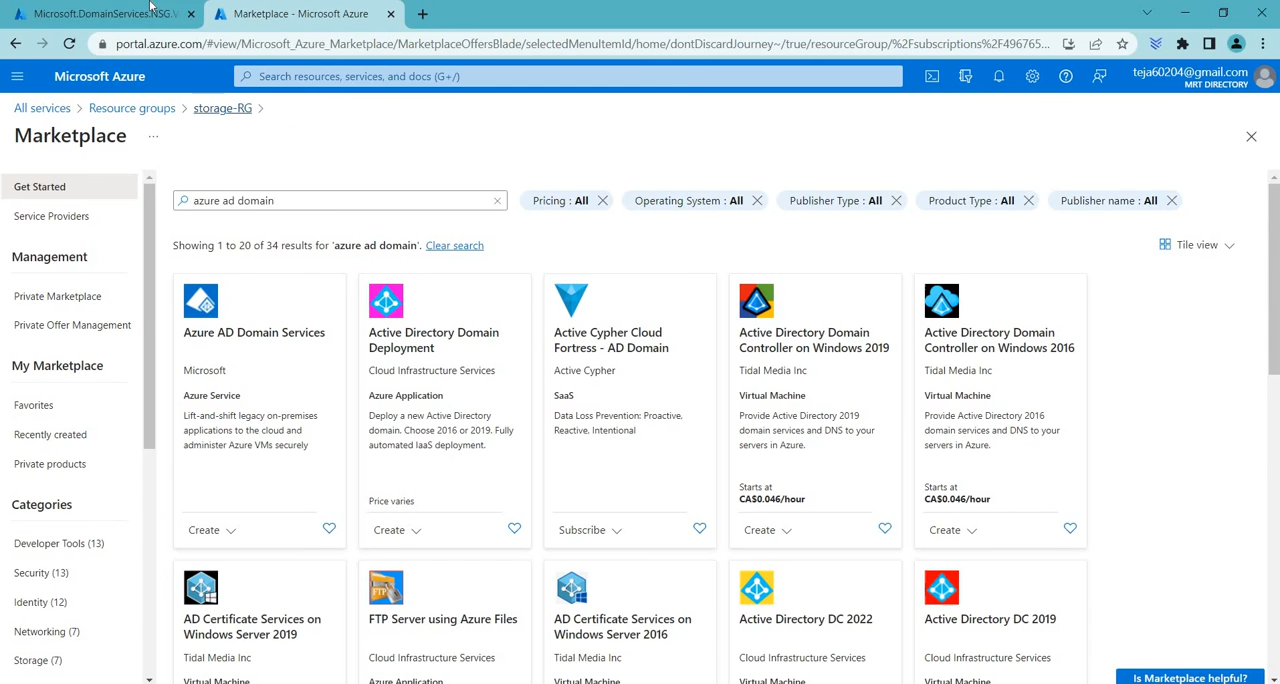 Microsoft.DomainServices.NSG.V
Marketplace - Microsoft Azure
portal.azure.com/#view/Microsoft_Azure_Marketplace/MarketplaceOffersBlade/selectedMenuItemId/home/dontDiscardJourney~/true/resourceGroup/%2Fsubscriptions%2F496765...
Microsoft Azure
Search resources, services, and docs (G+/)
teja60204@gmail.com
MRT DIRECTORY
All services > Resource groups > storage-RG >
Marketplace ...
Get Started
Service Providers
Management
Private Marketplace
Private Offer Management
My Marketplace
Favorites
Recently created
Private products
Categories
Developer Tools (13)
Security (13)
Identity (12)
Networking (7)
Storage (7)
azure ad domain
Pricing : All
Operating System : All
Publisher Type : All
Product Type : All
Publisher name : All
Showing 1 to 20 of 34 results for 'azure ad domain'. Clear search
Tile view
Azure AD Domain Services
Microsoft
Azure Service
Lift-and-shift legacy on-premises
applications to the cloud and
administer Azure VMs securely
Create
Active Directory Domain
Deployment
Cloud Infrastructure Services
Azure Application
Deploy a new Active Directory
domain. Choose 2016 or 2019. Fully
automated IaaS deployment.
Price varies
Create
Active Cypher Cloud
Fortress - AD Domain
Active Cypher
SaaS
Data Loss Prevention: Proactive,
Reactive, Intentional
Subscribe
Active Directory Domain
Controller on Windows 2019
Tidal Media Inc
Virtual Machine
Provide Active Directory 2019
domain services and DNS to your
servers in Azure.
Starts at
CA$0.046/hour
Create
Active Directory Domain
Controller on Windows 2016
Tidal Media Inc
Virtual Machine
Provide Active Directory 2016
domain services and DNS to your
servers in Azure.
Starts at
CA$0.046/hour
Create
AD Certificate Services on
Windows Server 2019
Tidal Media Inc
Virtual Machine
FTP
FTP Server using Azure Files
Cloud Infrastructure Services
Azure Application
AD Certificate Services on
Windows Server 2016
Tidal Media Inc
Virtual Machine
Active Directory DC 2022
Cloud Infrastructure Services
Virtual Machine
Active Directory DC 2019
Cloud Infrastructure Services
Virtual Machine
Is Marketplace helpful?